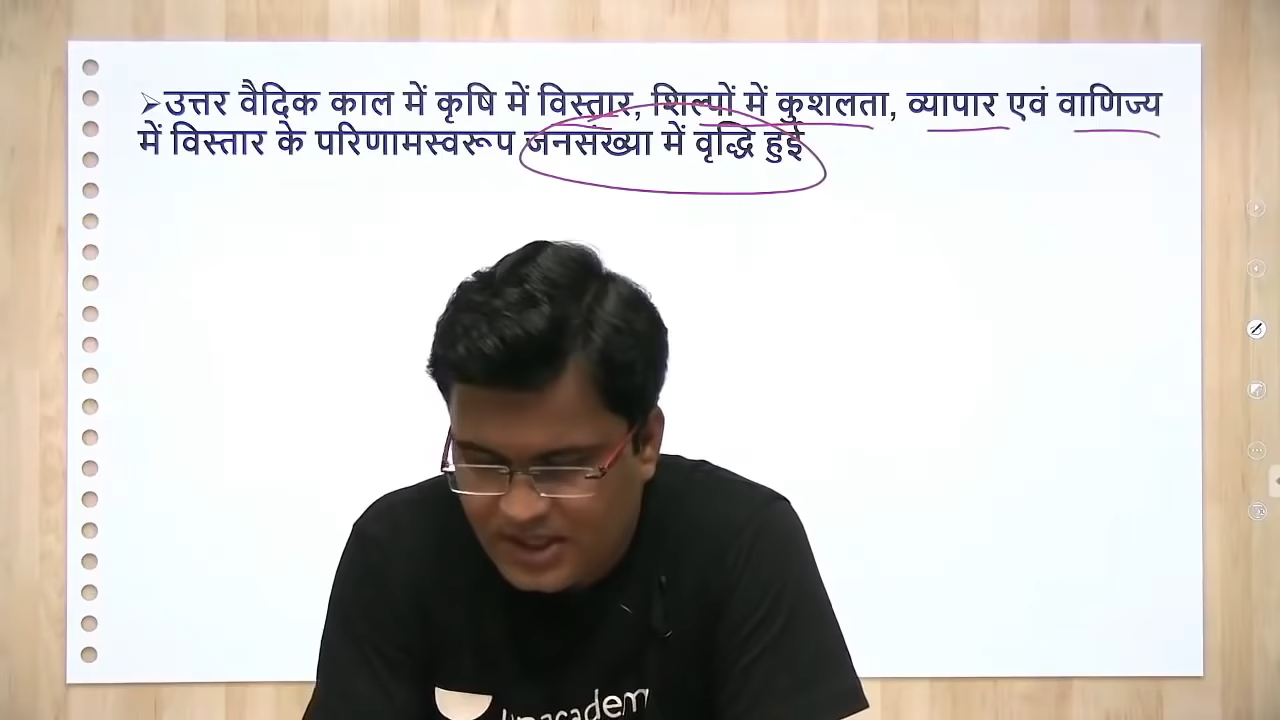 ➢उत्तर वैदिक काल में कृषि में विस्तार, शिल्पों में कुशलता, व्यापार एवं वाणिज्य
में विस्तार के परिणामस्वरूप जनसंख्या में वृद्धि हुई